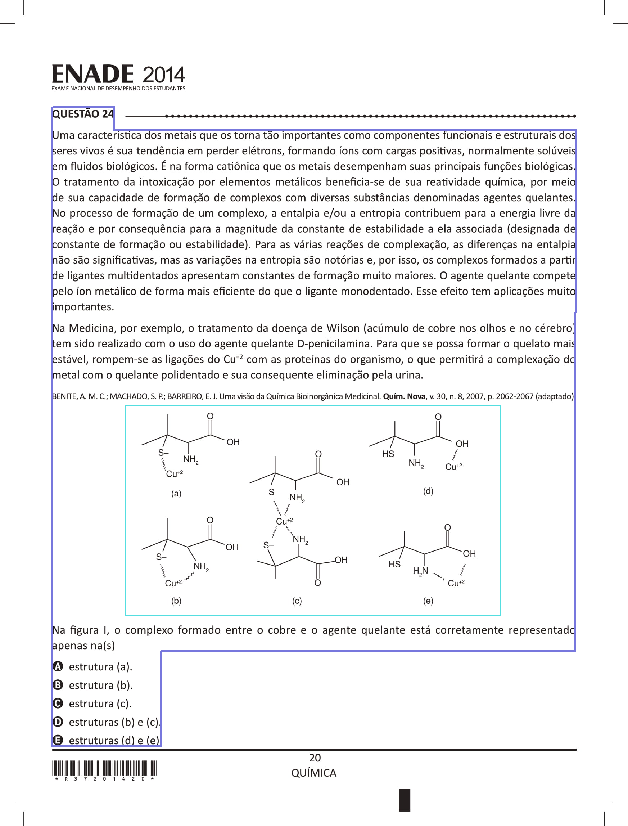 ENADE 2014
EXAME NACIONAL DE DESEMPENHO DOS ESTUDANTES
QUESTÃO 24
Uma característica dos metais que os torna tão importantes como componentes funcionais e estruturais dos
seres vivos é sua tendência em perder elétrons, formando íons com cargas positivas, normalmente solúveis
em fluidos biológicos. É na forma catiônica que os metais desempenham suas principais funções biológicas.
O tratamento da intoxicação por elementos metálicos beneficia-se de sua reatividade química, por meio
de sua capacidade de formação de complexos com diversas substâncias denominadas agentes quelantes.
No processo de formação de um complexo, a entalpia e/ou a entropia contribuem para a energia livre da
reação e por consequência para a magnitude da constante de estabilidade a ela associada (designada de
constante de formação ou estabilidade). Para as várias reações de complexação, as diferenças na entalpia
não são significativas, mas as variações na entropia são notórias e, por isso, os complexos formados a partir
de ligantes multidentados apresentam constantes de formação muito maiores. O agente quelante compete
pelo íon metálico de forma mais eficiente do que o ligante monodentado. Esse efeito tem aplicações muito
importantes.
Na Medicina, por exemplo, o tratamento da doença de Wilson (acúmulo de cobre nos olhos e no cérebro)
tem sido realizado com o uso do agente quelante D-penicilamina. Para que se possa formar o quelato mais
estável, rompem-se as ligações do Cu⁺² com as proteínas do organismo, o que permitirá a complexação do
metal com o quelante polidentado e sua consequente eliminação pela urina.
BENITE, A. M. C.; MACHADO, S. P.; BARREIRO, E. J. Uma visão da Química Bioinorgânica Medicinal. Quím. Nova, v. 30, n. 8, 2007, p. 2062-2067 (adaptado)
O
OH
S–
NH₂
Cu⁺²
(a)
O
OH
S–
NH₂
Cu⁺²
(b)
O
OH
S
NH₂
Cu⁺²
S–
NH₂
OH
O
(c)
O
OH
HS
NH₂
Cu⁺²
(d)
O
OH
HS
H₂N
Cu⁺²
(e)
Na figura I, o complexo formado entre o cobre e o agente quelante está corretamente representado
apenas na(s)
A estrutura (a).
B estrutura (b).
C estrutura (c).
D estruturas (b) e (c).
E estruturas (d) e (e)
20
QUÍMICA
*R37201420*